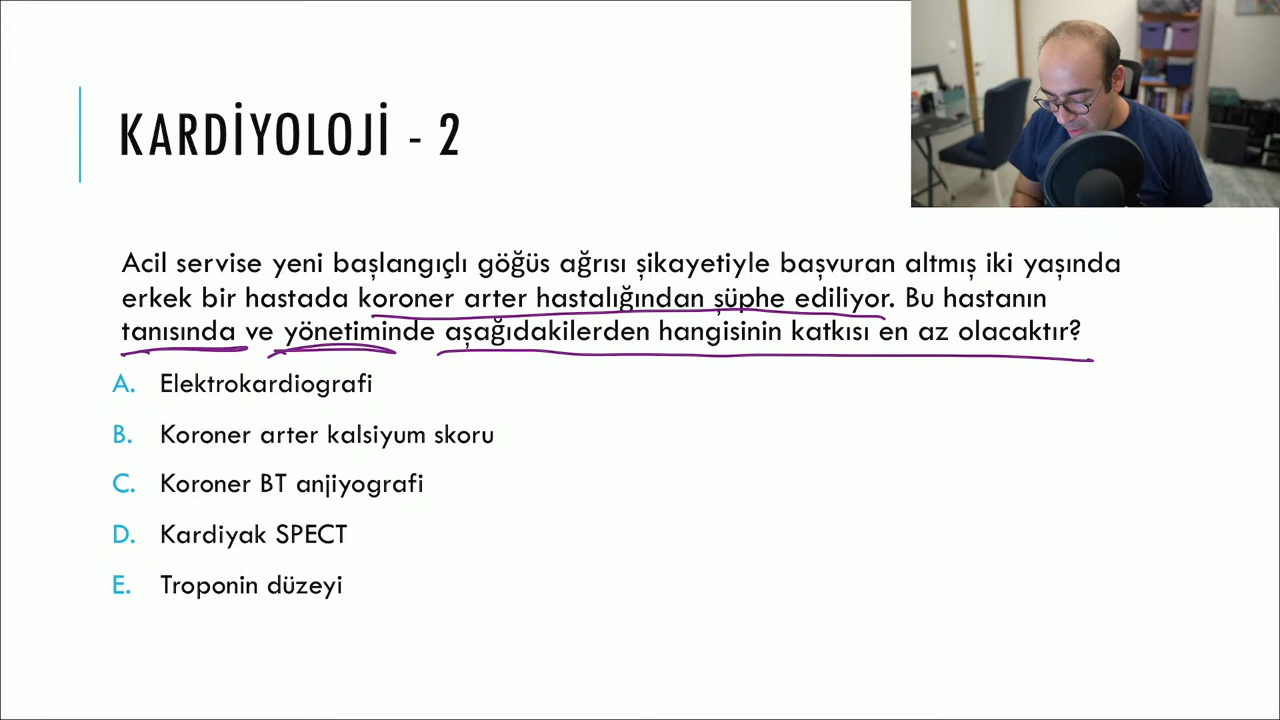 KARDİYOLOJİ - 2
Acil servise yeni başlangıçlı göğüs ağrısı şikayetiyle başvuran altmış iki yaşında
erkek bir hastada koroner arter hastalığından şüphe ediliyor. Bu hastanın
tanısında ve yönetiminde aşağıdakilerden hangisinin katkısı en az olacaktır?
A. Elektrokardiografi
B. Koroner arter kalsiyum skoru
C. Koroner BT anjiyografi
D. Kardiyak SPECT
E. Troponin düzeyi